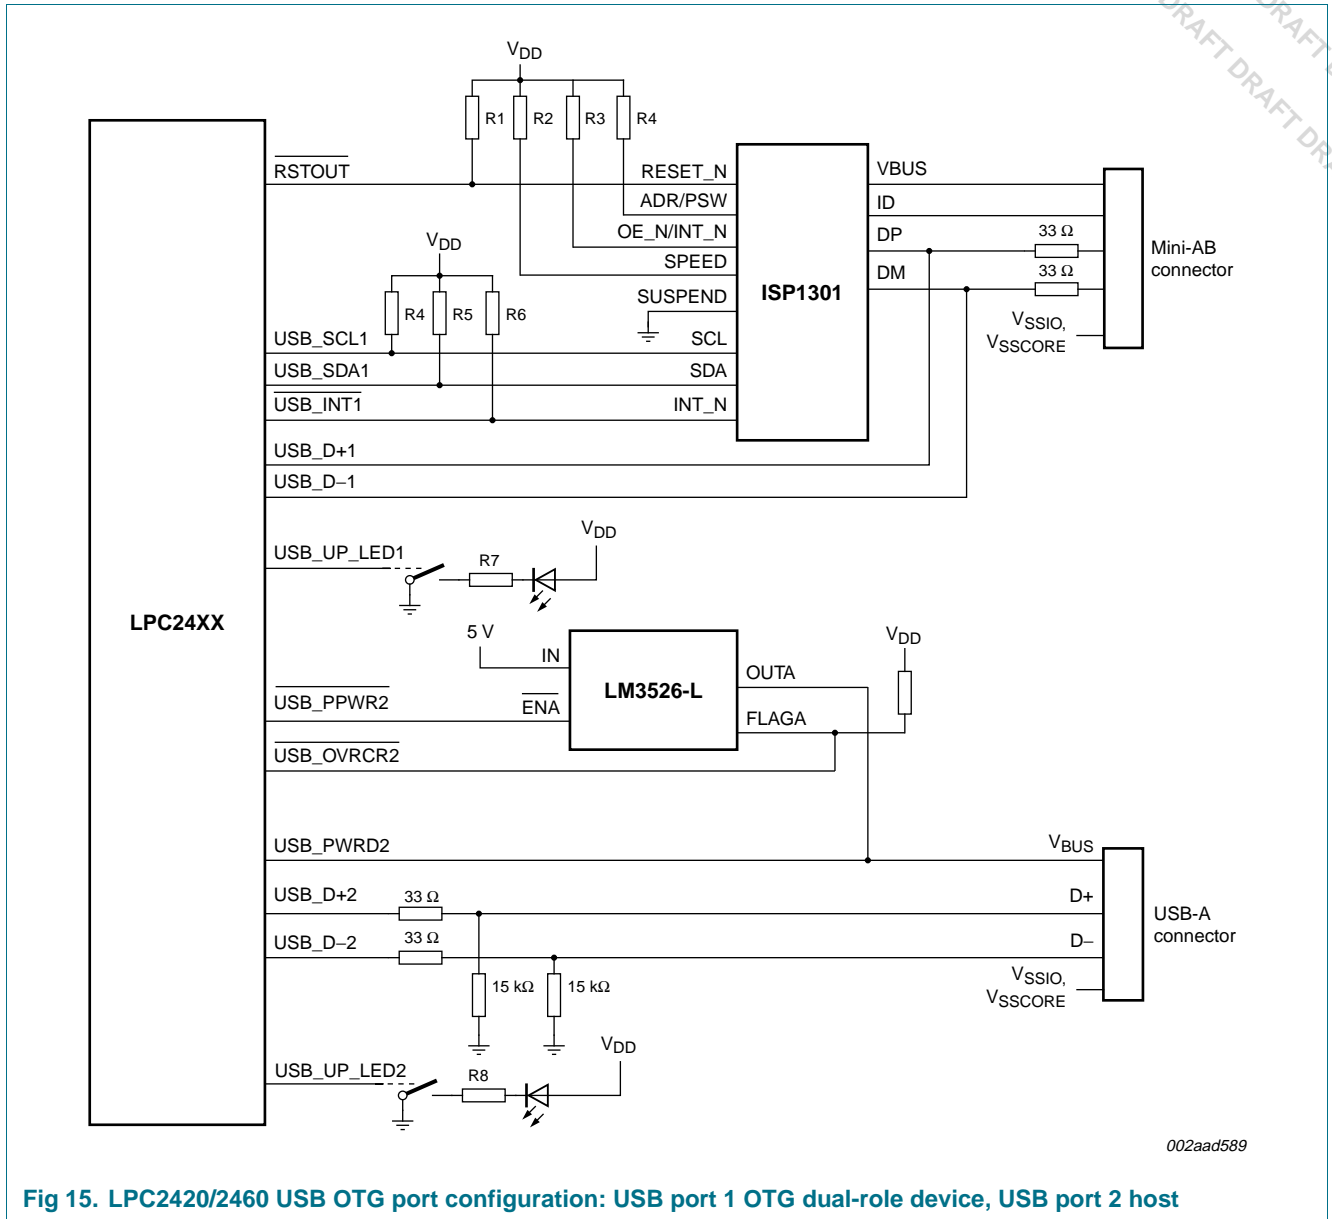 DRAFT DRAFT DRAFT
DRAFT
VDD
R1 R2 R3 R4
RSTOUT
RESET_N
ADR/PSW
OE_N/INT_N
SPEED
SUSPEND
SCL
SDA
INT_N
ISP1301
VBUS
ID
DP
DM
33 Ω
33 Ω
VSSIO,
VSSCORE
Mini-AB
connector
VDD
R4 R5 R6
USB_SCL1
USB_SDA1
USB_INT1
USB_D+1
USB_D−1
USB_UP_LED1
R7
VDD
LPC24XX
5 V
IN
ENA
LM3526-L
OUTA
FLAGA
VDD
USB_PPWR2
USB_OVRCR2
USB_PWRD2
VBUS
USB_D+2
33 Ω
D+
USB_D−2
33 Ω
D−
USB-A
connector
15 kΩ 15 kΩ
VSSIO,
VSSCORE
USB_UP_LED2
R8
VDD
002aad589
Fig 15. LPC2420/2460 USB OTG port configuration: USB port 1 OTG dual-role device, USB port 2 host